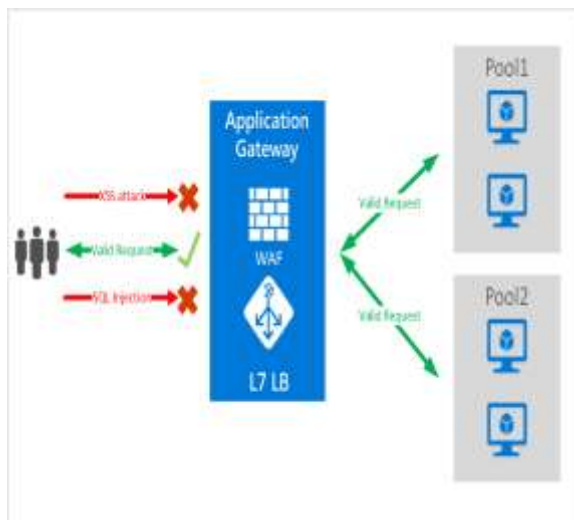 Pool1
Application
Gateway
XSS attack
Valid Request
Valid Request
WAF
SQL Injection
Pool2
Valid Request
L7 LB